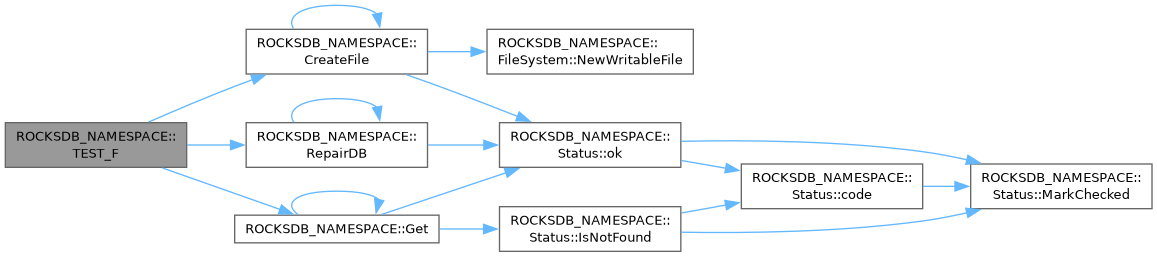 ROCKSDB_NAMESPACE::
TEST_F
ROCKSDB_NAMESPACE::
CreateFile
ROCKSDB_NAMESPACE::
RepairDB
ROCKSDB_NAMESPACE::Get
ROCKSDB_NAMESPACE::
FileSystem::NewWritableFile
ROCKSDB_NAMESPACE::
Status::ok
ROCKSDB_NAMESPACE::
Status::IsNotFound
ROCKSDB_NAMESPACE::
Status::code
ROCKSDB_NAMESPACE::
Status::MarkChecked